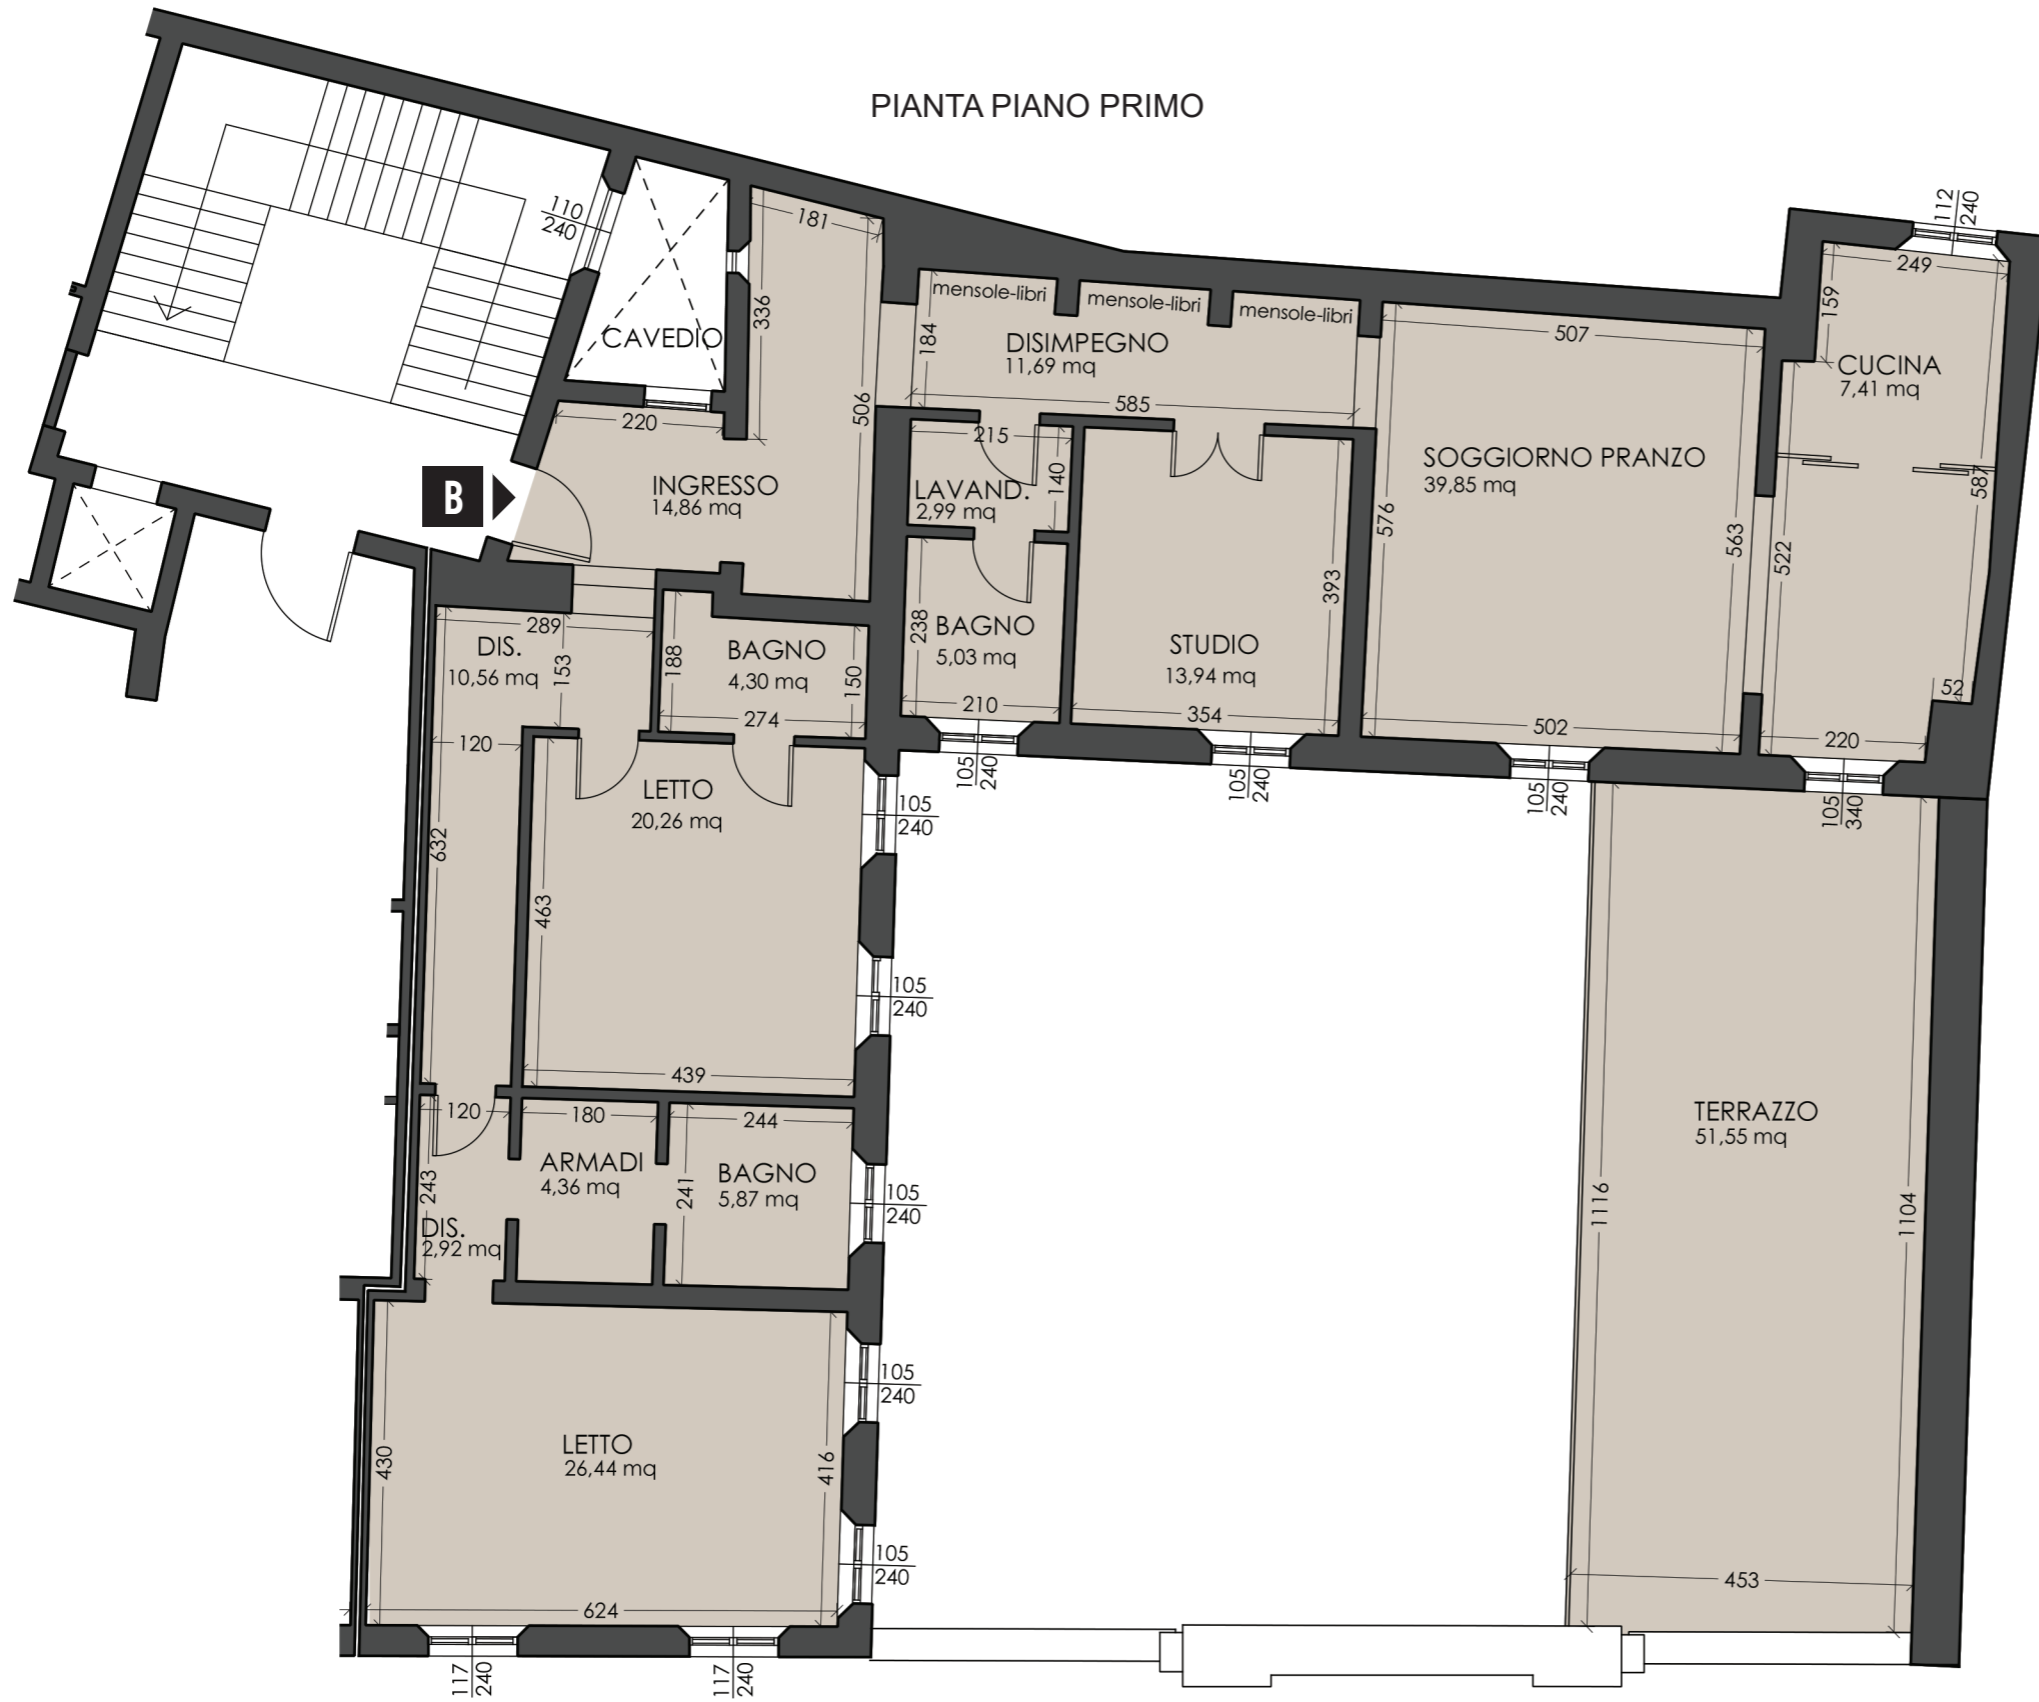 PIANTA PIANO PRIMO
110
240
CAVEDIO
181
336
506
220
B
INGRESSO
14,86 mq
mensole-libri
mensole-libri
mensole-libri
184
DISIMPEGNO
11,69 mq
585
507
112
240
249
159
CUCINA
7,41 mq
215
140
LAVAND.
2,99 mq
SOGGIORNO PRANZO
39,85 mq
576
563
522
587
52
220
502
393
STUDIO
13,94 mq
354
238
BAGNO
5,03 mq
210
289
DIS.
10,56 mq
153
188
BAGNO
4,30 mq
150
274
120
105
240
105
240
105
240
105
340
LETTO
20,26 mq
632
463
439
105
240
105
240
120
180
244
ARMADI
4,36 mq
BAGNO
5,87 mq
243
241
DIS.
2,92 mq
105
240
TERRAZZO
51,55 mq
1116
1104
453
LETTO
26,44 mq
430
416
624
105
240
105
240
117
240
117
240